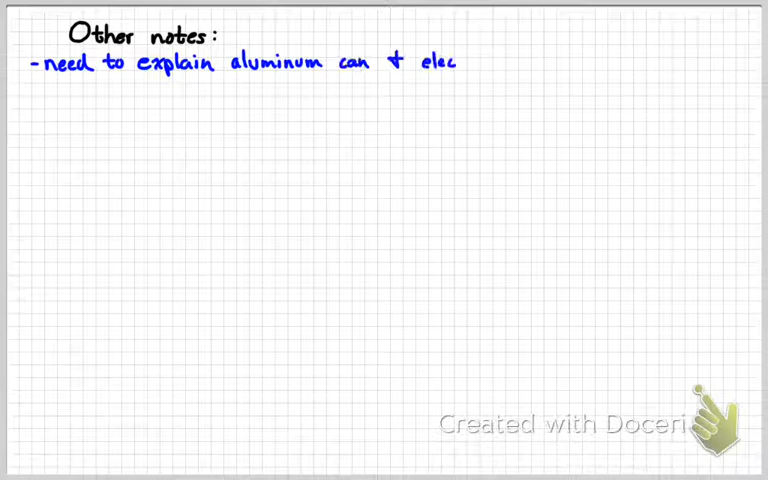 Other notes:
- need to explain aluminum can + elec
Created with Doceri